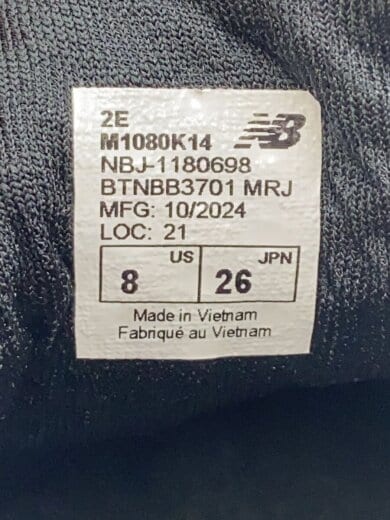 2E
M1080K14
NB
NBJ-1180698
BTNBB3701 MRJ
MFG: 10/2024
LOC: 21
8 US 26 JPN
Made in Vietnam
Fabriqué au Vietnam